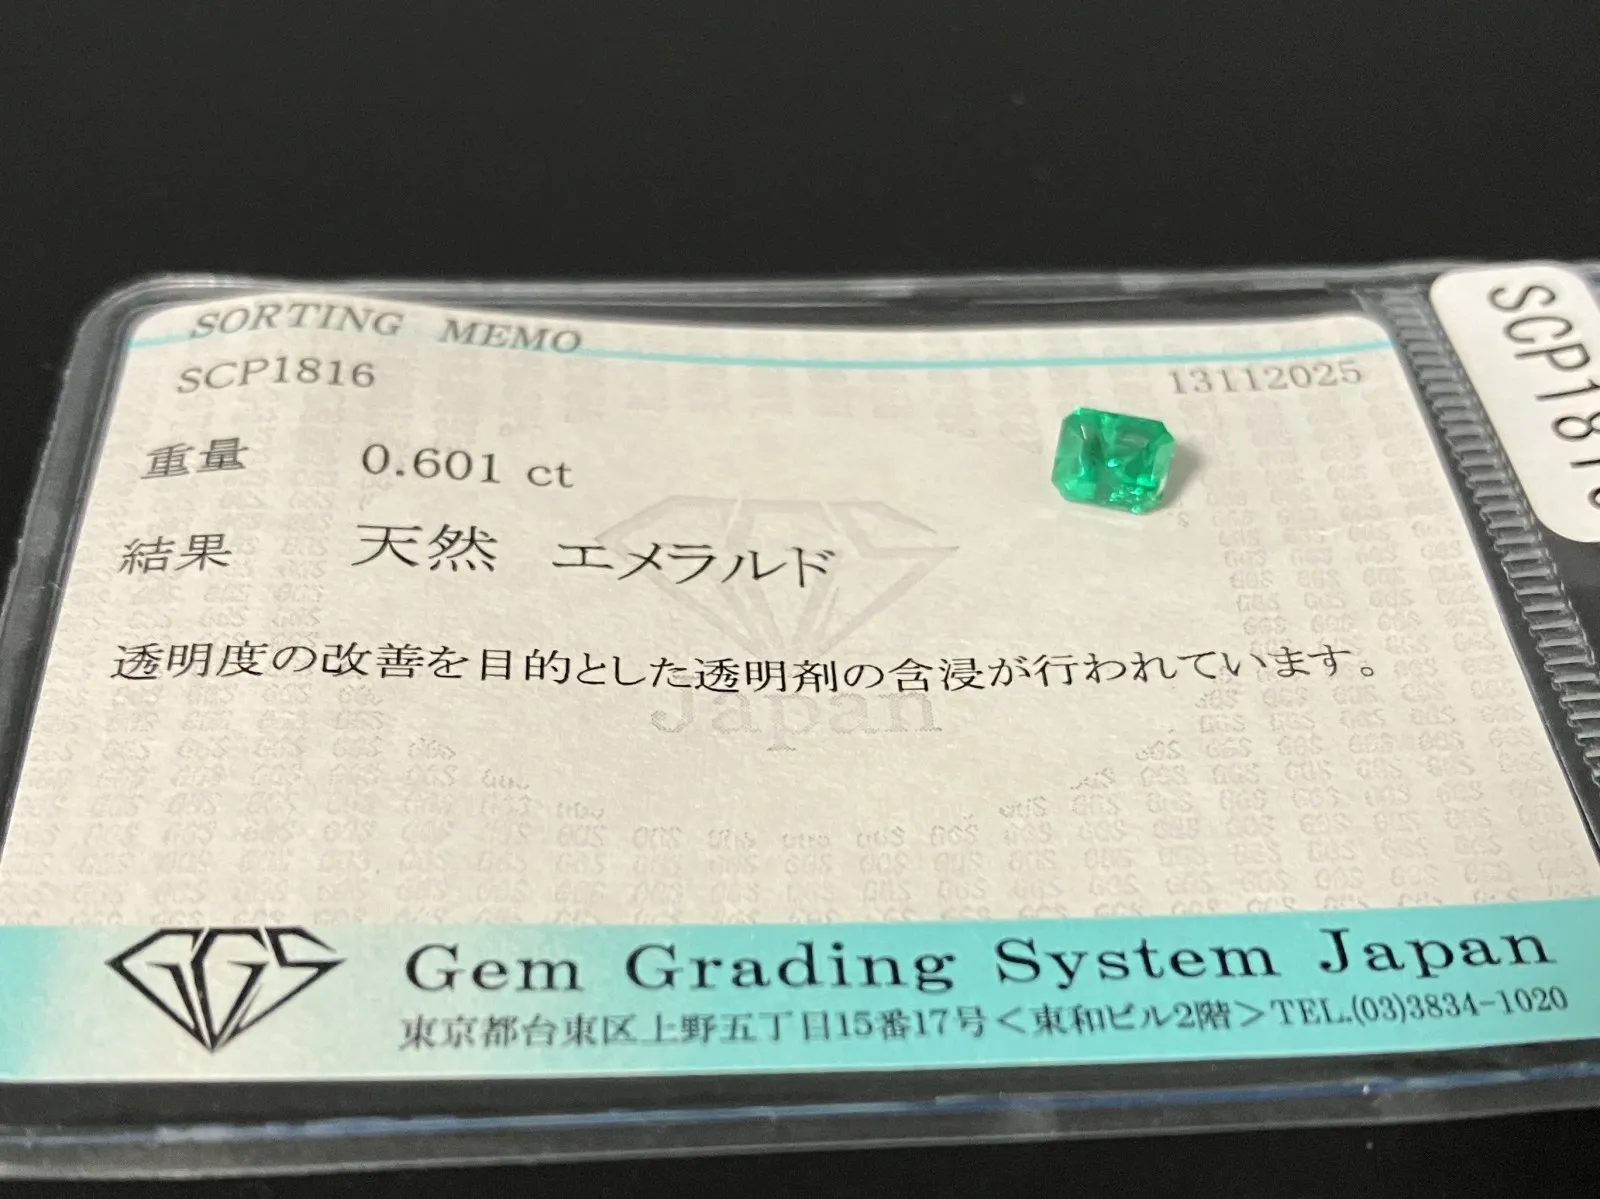 SORTING MEMO
SCP1816
13112025
重量 0.601 ct
結果 天然 エメラルド
透明度の改善を目的とした透明剤の含浸が行われています。
GGS
Japan
GGS
Gem Grading System Japan
東京都台東区上野五丁目15番17号<東和ビル2階>TEL.(03)3834-1020